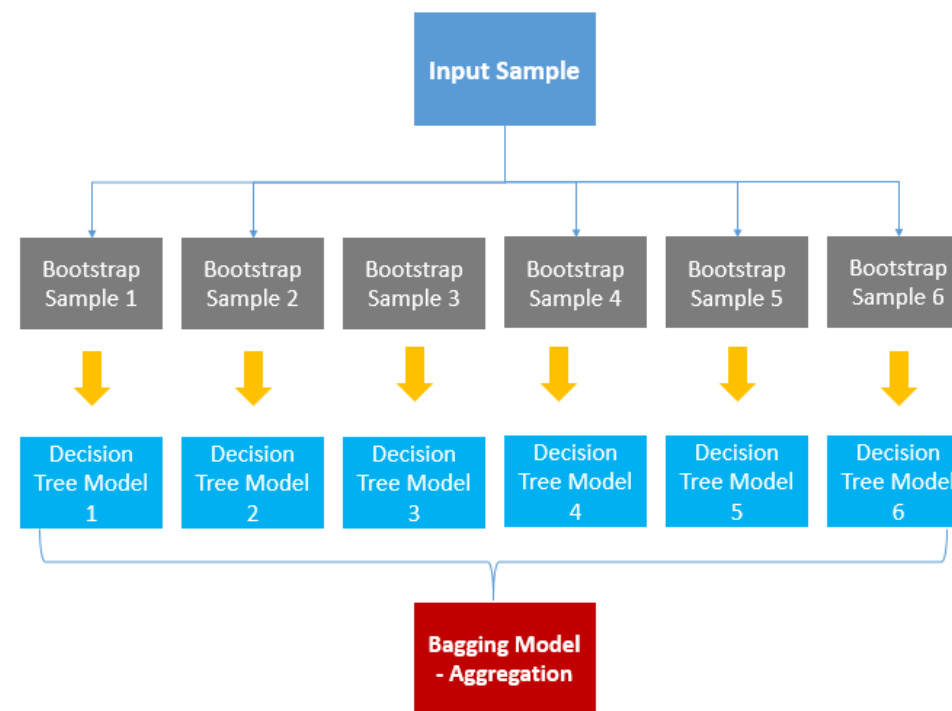 Input Sample
Bootstrap
Sample 1
Bootstrap
Sample 2
Bootstrap
Sample 3
Bootstrap
Sample 4
Bootstrap
Sample 5
Bootstrap
Sample 6
Decision
Tree Model
1
Decision
Tree Model
2
Decision
Tree Model
3
Decision
Tree Model
4
Decision
Tree Model
5
Decision
Tree Model
6
Bagging Model
- Aggregation